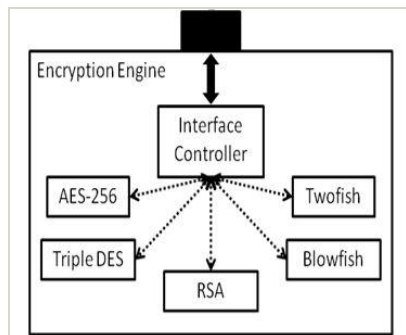 Encryption Engine
Interface
Controller
AES-256
Twofish
Triple DES
Blowfish
RSA